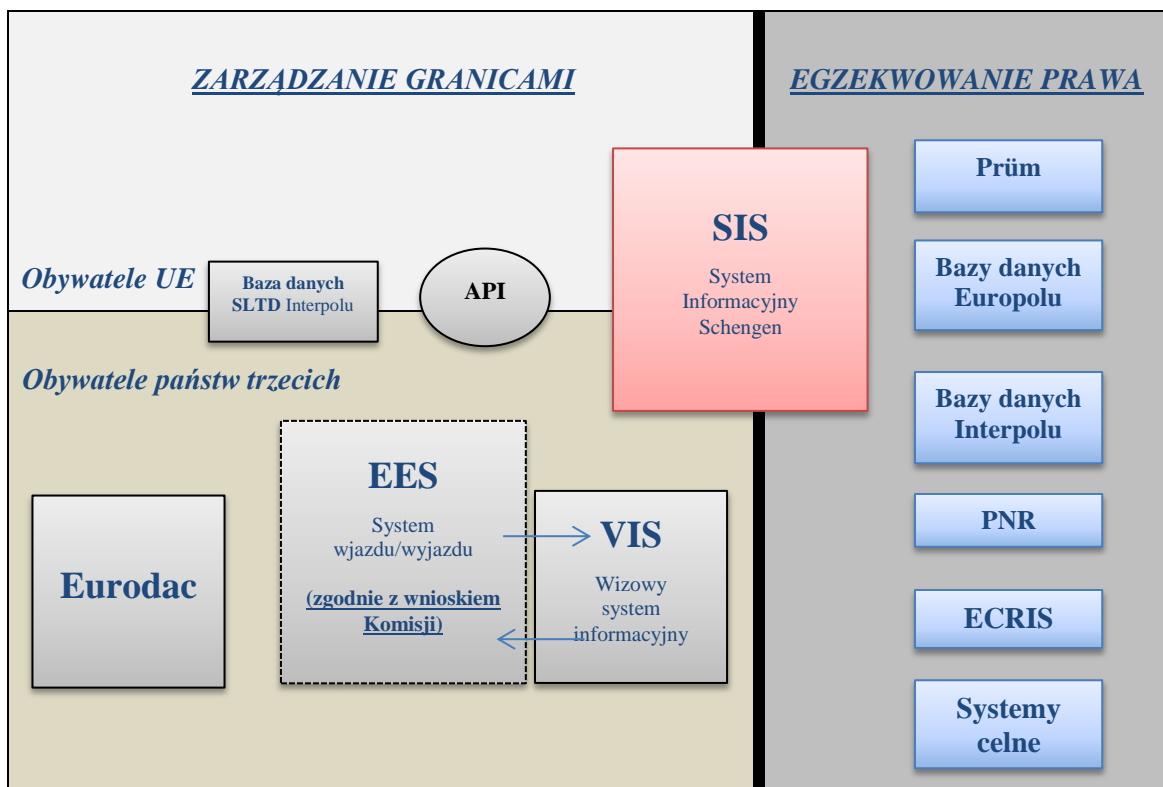 ZARZĄDZANIE GRANICAMI
EGZEKWOWANIE PRAWA
Obywatele UE
Baza danych
SLTD Interpolu
API
SIS
System
Informacyjny
Schengen
Obywatele państw trzecich
Eurodac
EES
System
wjazdu/wyjazdu
(zgodnie z wnioskiem
Komisji)
VIS
Wizowy
system
informacyjny
Prüm
Bazy danych
Europolu
Bazy danych
Interpolu
PNR
ECRIS
Systemy
celne